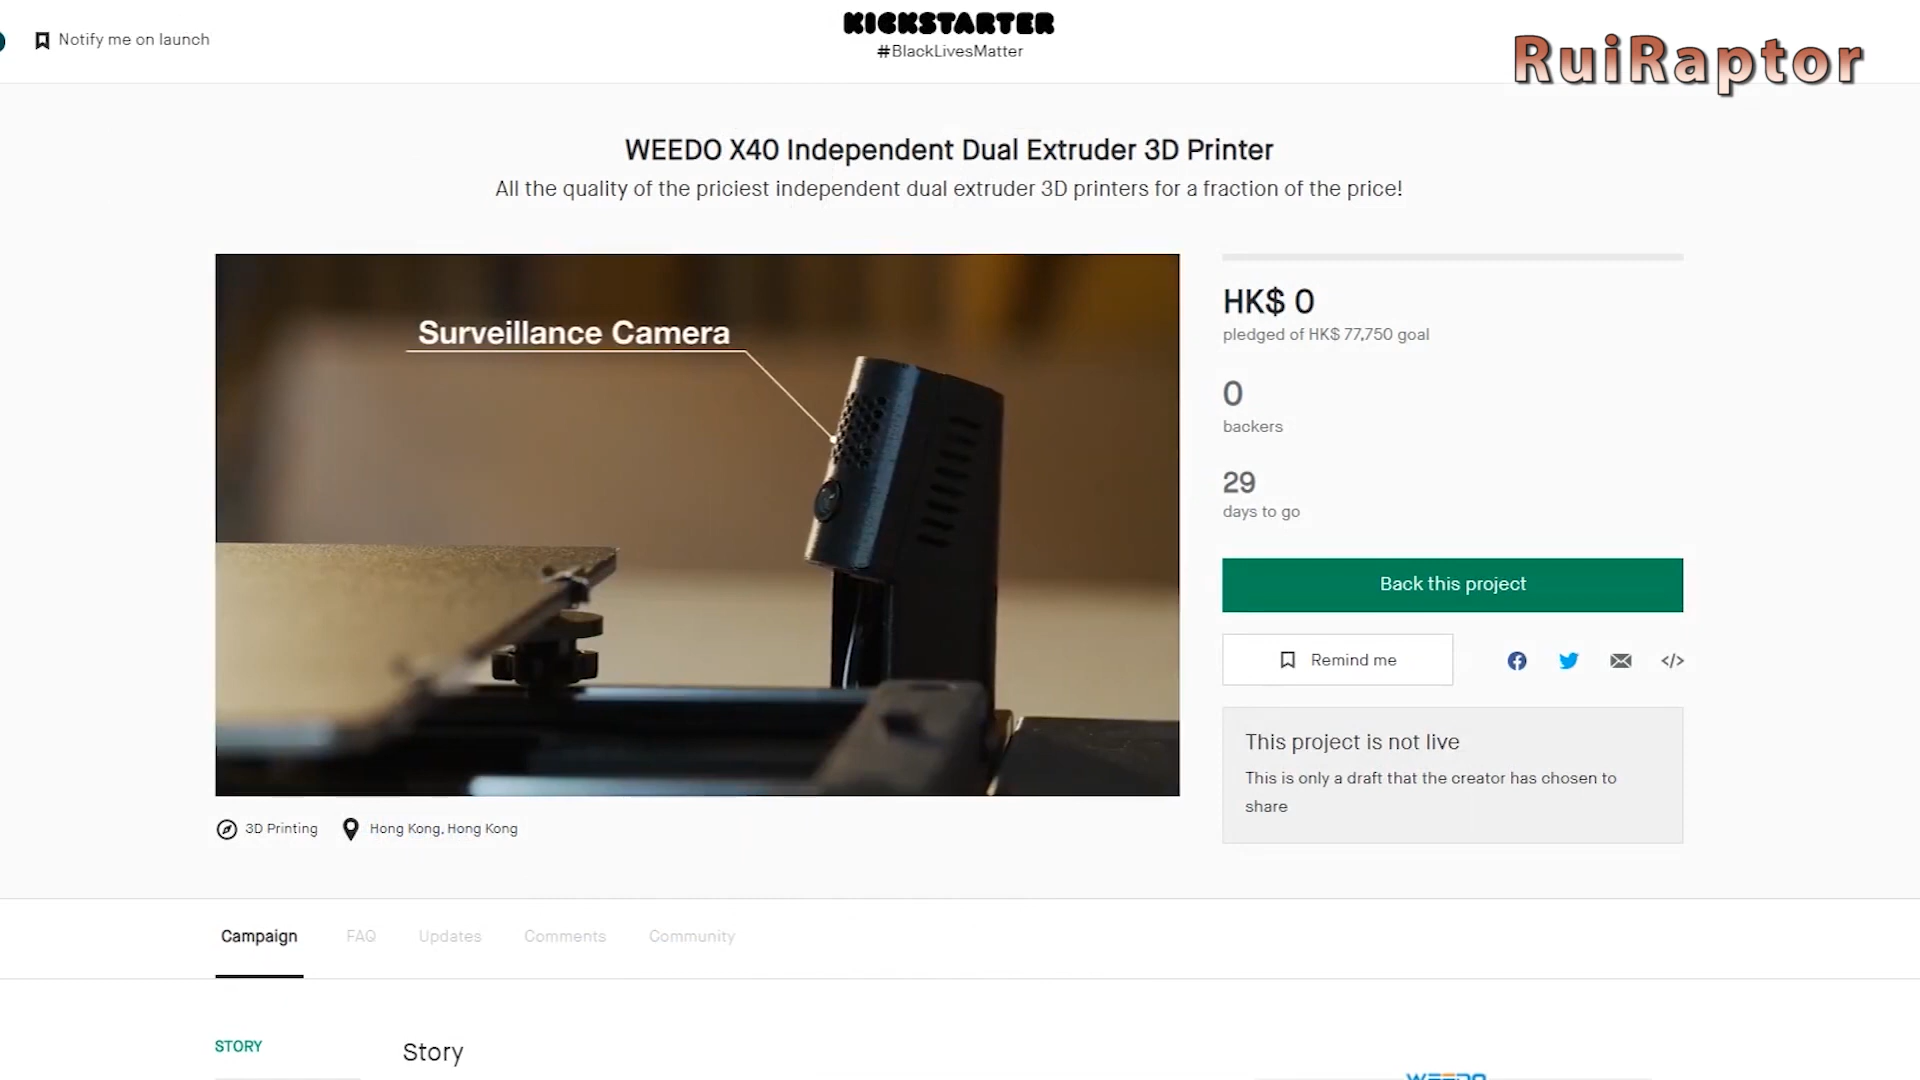 Notify me on launch
KICKSTARTER
#BlackLivesMatter
RuiRaptor
WEEDO X40 Independent Dual Extruder 3D Printer
All the quality of the priciest independent dual extruder 3D printers for a fraction of the price!
Surveillance Camera
HK$ 0
pledged of HK$ 77,750 goal
0
backers
29
days to go
Back this project
Remind me
This project is not live
This is only a draft that the creator has chosen to
share
3D Printing
Hong Kong, Hong Kong
Campaign
FAQ
Updates
Comments
Community
STORY
Story
WEEDO